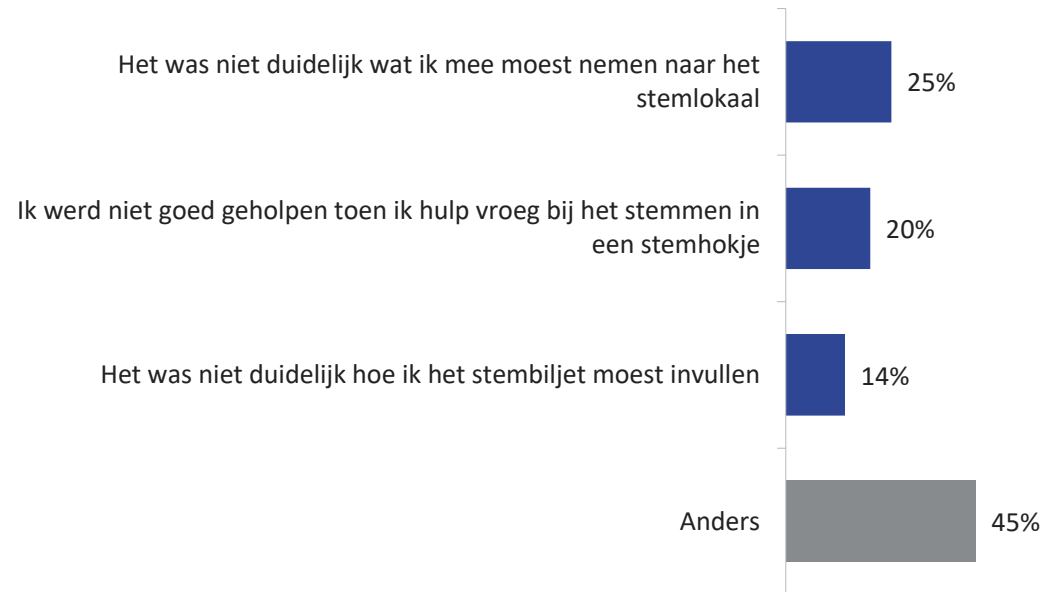 Het was niet duidelijk wat ik mee moest nemen naar het
stemlokaal
25%
Ik werd niet goed geholpen toen ik hulp vroeg bij het stemmen in
een stemhokje
20%
Het was niet duidelijk hoe ik het stembiljet moest invullen
14%
Anders
45%